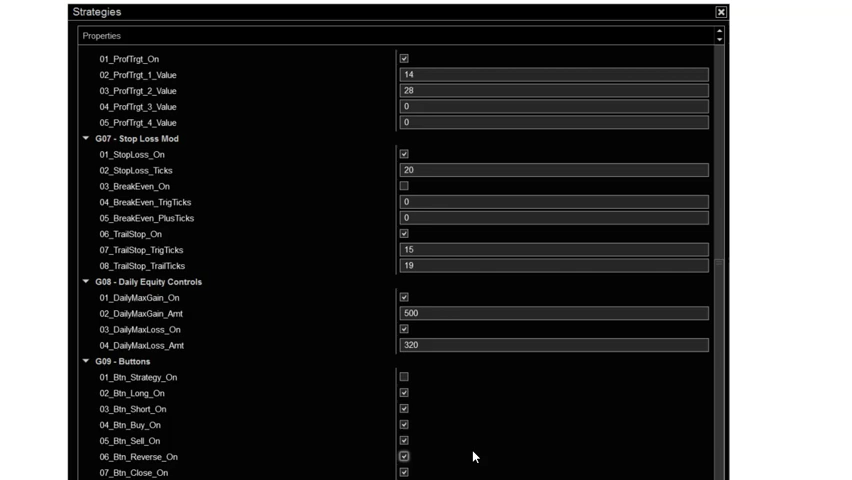 Strategies
Properties
01_ProfTrgt_On
02_ProfTrgt_1_Value 14
03_ProfTrgt_2_Value 28
04_ProfTrgt_3_Value 0
05_ProfTrgt_4_Value 0
G07 - Stop Loss Mod
01_StopLoss_On
02_StopLoss_Ticks 20
03_BreakEven_On
04_BreakEven_TrigTicks 0
05_BreakEven_PlusTicks 0
06_TrailStop_On
07_TrailStop_TrigTicks 15
08_TrailStop_TrailTicks 19
G08 - Daily Equity Controls
01_DailyMaxGain_On
02_DailyMaxGain_Amt 500
03_DailyMaxLoss_On
04_DailyMaxLoss_Amt 320
G09 - Buttons
01_Btn_Strategy_On
02_Btn_Long_On
03_Btn_Short_On
04_Btn_Buy_On
05_Btn_Sell_On
06_Btn_Reverse_On
07_Btn_Close_On